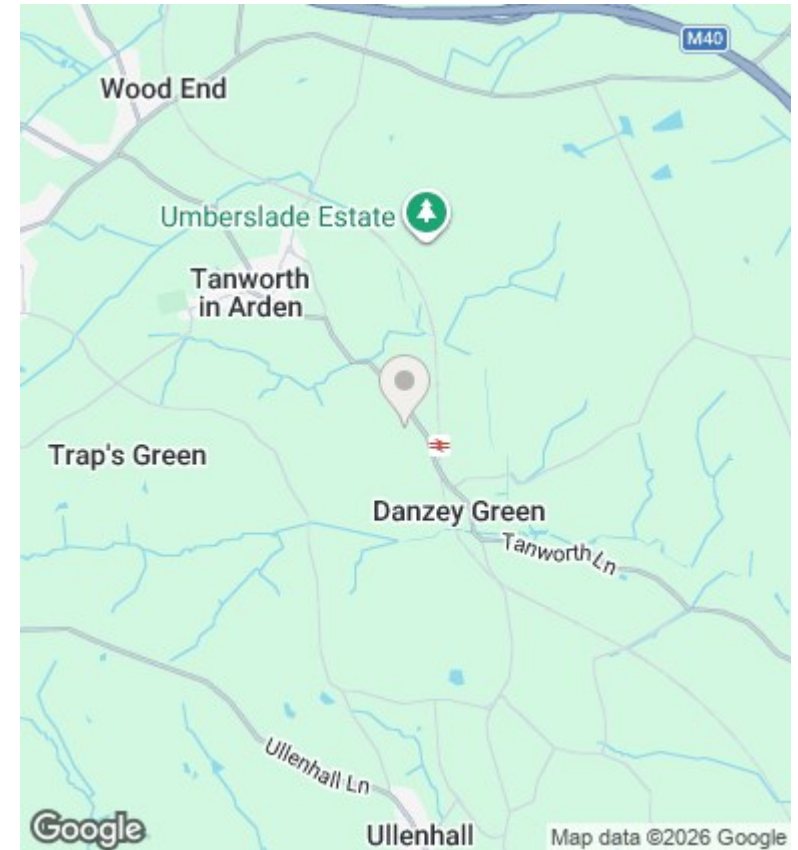 M40
Wood End
Umberslade Estate
Tanworth
in Arden
Trap's Green
Danzey Green
Tanworth Ln
Ullenhall Ln
Ullenhall
Google
Map data ©2026 Google